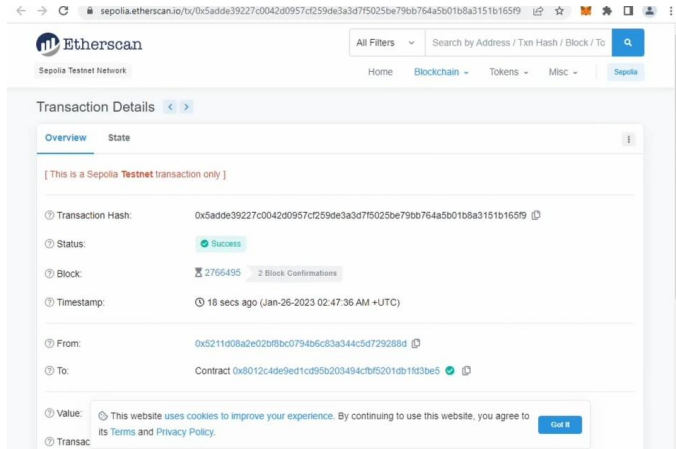 sepolia.etherscan.io/tx/0x5adde39227c0042d0957cf259de3a3d7f5025be79bb764a5b01b8a3151b165f9
Etherscan
All Filters
Search by Address / Txn Hash / Block / To
Sepolia Testnet Network
Home Blockchain Tokens Misc Sepolia
Transaction Details
Overview State
[ This is a Sepolia Testnet transaction only ]
Transaction Hash: 0x5adde39227c0042d0957cf259de3a3d7f5025be79bb764a5b01b8a3151b165f9
Status: Success
Block: 2766495 2 Block Confirmations
Timestamp: 18 secs ago (Jan-26-2023 02:47:36 AM +UTC)
From: 0x5211d08a2e02bf8bc0794b6c83a344c5d729288d
To: Contract 0x8012c4de9ed1cd95b203494cfbf5201db1fd3be5
Value:
This website uses cookies to improve your experience. By continuing to use this website, you agree to
its Terms and Privacy Policy.
Got It
Transac